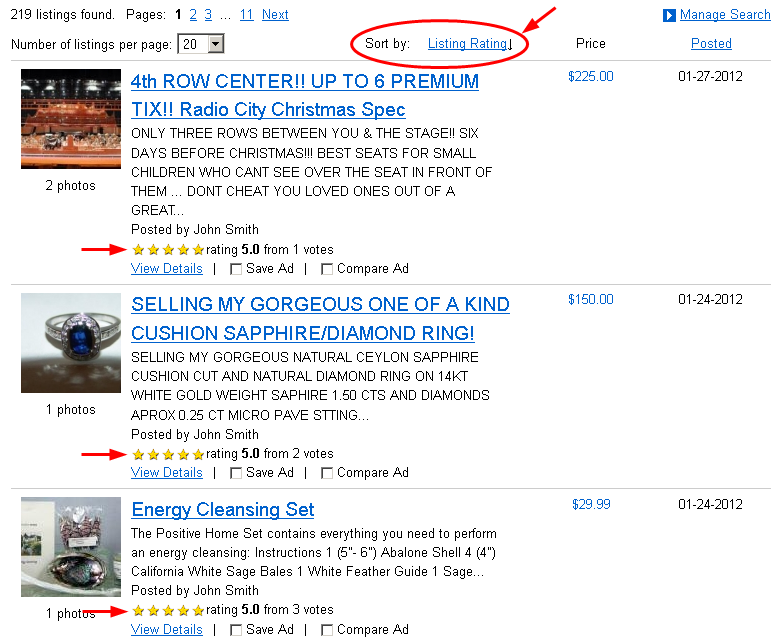 219 listings found. Pages: 1 2 3 ... 11 Next Manage Search
Number of listings per page: 20 Sort by: Listing Rating↓ Price Posted
4th ROW CENTER!! UP TO 6 PREMIUM $225.00 01-27-2012
TIX!! Radio City Christmas Spec
ONLY THREE ROWS BETWEEN YOU & THE STAGE!! SIX
DAYS BEFORE CHRISTMAS!!! BEST SEATS FOR SMALL
CHILDREN WHO CANT SEE OVER THE SEAT IN FRONT OF
THEM ... DONT CHEAT YOU LOVED ONES OUT OF A
GREAT...
2 photos
Posted by John Smith
rating 5.0 from 1 votes
View Details | Save Ad | Compare Ad
SELLING MY GORGEOUS ONE OF A KIND $150.00 01-24-2012
CUSHION SAPPHIRE/DIAMOND RING!
SELLING MY GORGEOUS NATURAL CEYLON SAPPHIRE
CUSHION CUT AND NATURAL DIAMOND RING ON 14KT
WHITE GOLD WEIGHT SAPHIRE 1.50 CTS AND DIAMONDS
APROX 0.25 CT MICRO PAVE STTING...
1 photos
Posted by John Smith
rating 5.0 from 2 votes
View Details | Save Ad | Compare Ad
Energy Cleansing Set $29.99 01-24-2012
The Positive Home Set contains everything you need to perform
an energy cleansing: Instructions 1 (5"- 6") Abalone Shell 4 (4")
California White Sage Bales 1 White Feather Guide 1 Sage...
Posted by John Smith
1 photos
rating 5.0 from 3 votes
View Details | Save Ad | Compare Ad